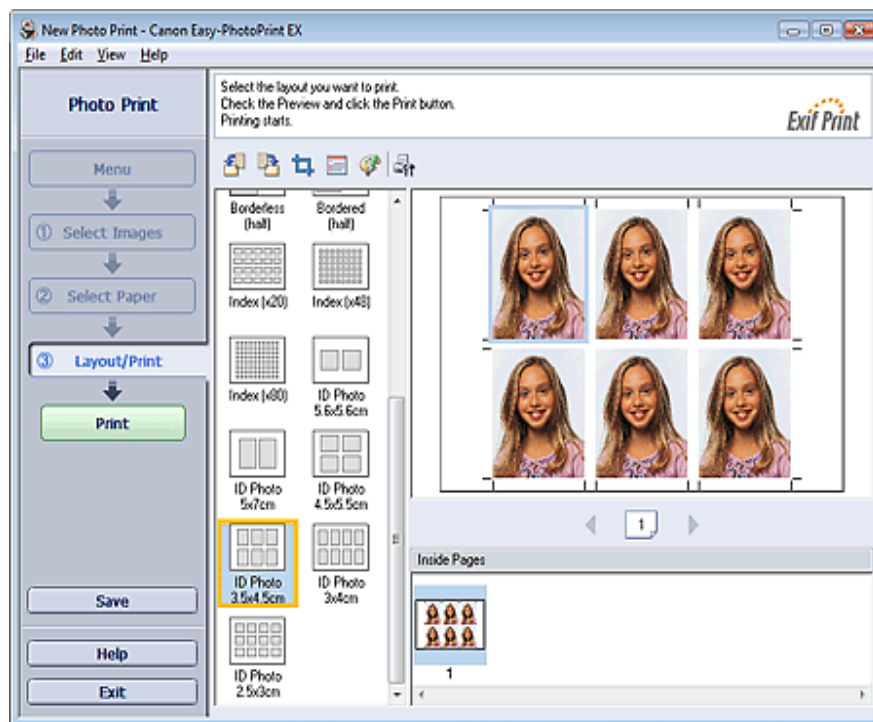 New Photo Print - Canon Easy-PhotoPrint EX
File Edit View Help
Photo Print
Menu
① Select Images
② Select Paper
③ Layout/Print
Print
Save
Help
Exit
Select the layout you want to print.
Check the Preview and click the Print button.
Printing starts.
Exif Print
Borderless
(half)
Bordered
(half)
Index (x20)
Index (x48)
Index (x80)
ID Photo
5.6x5.6cm
ID Photo
5x7cm
ID Photo
4.5x5.5cm
ID Photo
3.5x4.5cm
ID Photo
3x4cm
ID Photo
2.5x3cm
1
Inside Pages
1